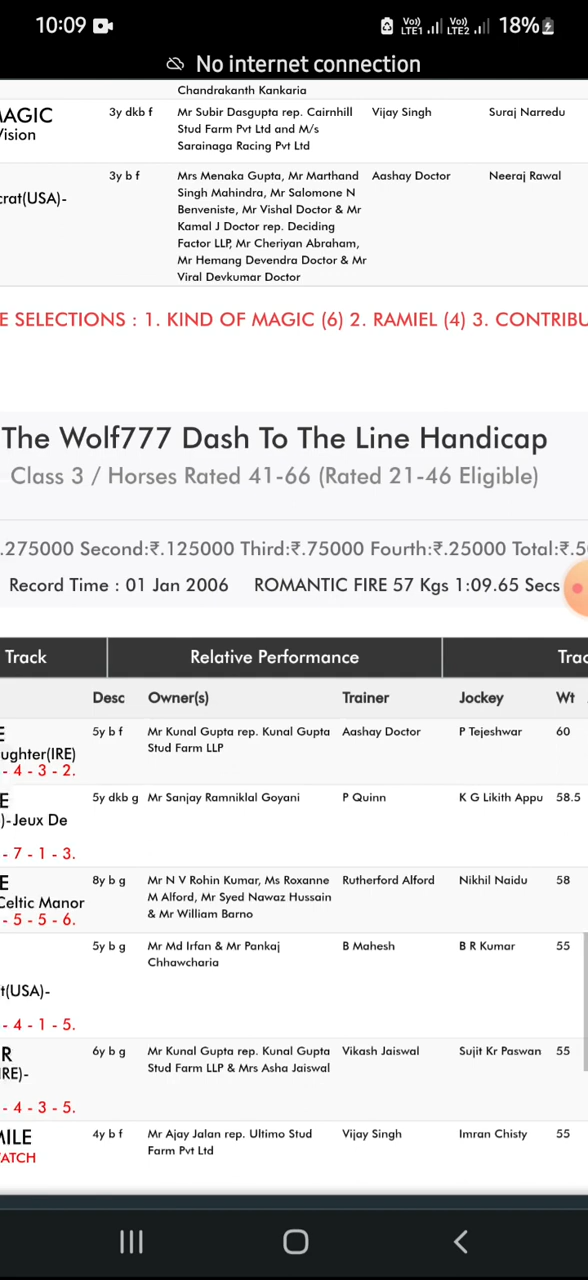 10:09 Vo) LTE1 Vo) LTE2 18%
No internet connection
Chandrakanth Kankaria
MAGIC 3y dkb f Mr Subir Dasgupta rep. Cairnhill Vijay Singh Suraj Narredu
Vision Stud Farm Pvt Ltd and M/s
Sarainaga Racing Pvt Ltd
3y b f Mrs Menaka Gupta, Mr Marthand Aashay Doctor Neeraj Rawal
crat(USA)- Singh Mahindra, Mr Salomone N
Benveniste, Mr Vishal Doctor & Mr
Kamal J Doctor rep. Deciding
Factor LLP, Mr Cheriyan Abraham,
Mr Hemang Devendra Doctor & Mr
Viral Devkumar Doctor
E SELECTIONS : 1. KIND OF MAGIC (6) 2. RAMIEL (4) 3. CONTRIBU
The Wolf777 Dash To The Line Handicap
Class 3 / Horses Rated 41-66 (Rated 21-46 Eligible)
.275000 Second:₹.125000 Third:₹.75000 Fourth:₹.25000 Total:₹.5
Record Time : 01 Jan 2006 ROMANTIC FIRE 57 Kgs 1:09.65 Secs
Track Relative Performance Trac
Desc Owner(s) Trainer Jockey Wt
E 5y b f Mr Kunal Gupta rep. Kunal Gupta Aashay Doctor P Tejeshwar 60
ughter(IRE) Stud Farm LLP
- 4 - 3 - 2.
E 5y dkb g Mr Sanjay Ramniklal Goyani P Quinn K G Likith Appu 58.5
)-Jeux De
- 7 - 1 - 3.
E 8y b g Mr N V Rohin Kumar, Ms Roxanne Rutherford Alford Nikhil Naidu 58
Celtic Manor M Alford, Mr Syed Nawaz Hussain
- 5 - 5 - 6. & Mr William Barno
5y b g Mr Md Irfan & Mr Pankaj B Mahesh B R Kumar 55
Chhawcharia
t(USA)-
- 4 - 1 - 5.
R 6y b g Mr Kunal Gupta rep. Kunal Gupta Vikash Jaiswal Sujit Kr Paswan 55
IRE)- Stud Farm LLP & Mrs Asha Jaiswal
- 4 - 3 - 5.
MILE 4y b f Mr Ajay Jalan rep. Ultimo Stud Vijay Singh Imran Chisty 55
ATCH Farm Pvt Ltd